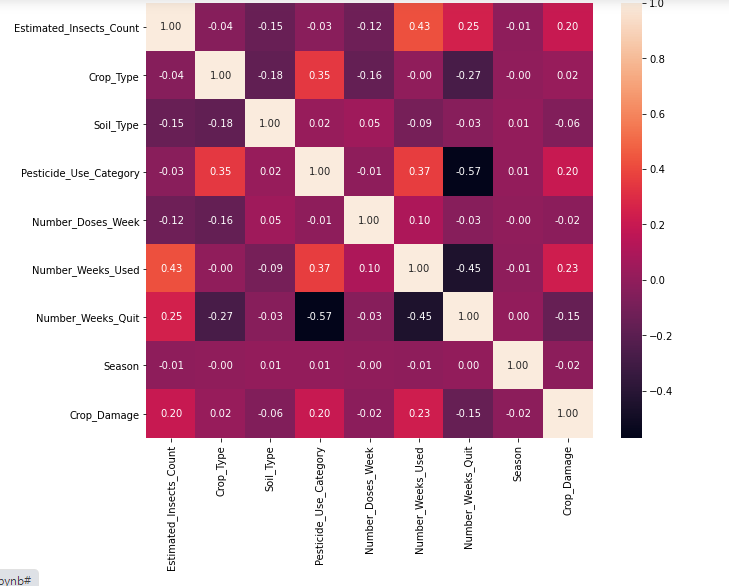 Estimated_Insects_Count 1.00 -0.04 -0.15 -0.03 -0.12 0.43 0.25 -0.01 0.20
Crop_Type -0.04 1.00 -0.18 0.35 -0.16 -0.00 -0.27 -0.00 0.02
Soil_Type -0.15 -0.18 1.00 0.02 0.05 -0.09 -0.03 0.01 -0.06
Pesticide_Use_Category -0.03 0.35 0.02 1.00 -0.01 0.37 -0.57 0.01 0.20
Number_Doses_Week -0.12 -0.16 0.05 -0.01 1.00 0.10 -0.03 -0.00 -0.02
Number_Weeks_Used 0.43 -0.00 -0.09 0.37 0.10 1.00 -0.45 -0.01 0.23
Number_Weeks_Quit 0.25 -0.27 -0.03 -0.57 -0.03 -0.45 1.00 0.00 -0.15
Season -0.01 -0.00 0.01 0.01 -0.00 -0.01 0.00 1.00 -0.02
Crop_Damage 0.20 0.02 -0.06 0.20 -0.02 0.23 -0.15 -0.02 1.00
Estimated_Insects_Count
Crop_Type
Soil_Type
Pesticide_Use_Category
Number_Doses_Week
Number_Weeks_Used
Number_Weeks_Quit
Season
Crop_Damage
1.0
0.8
0.6
0.4
0.2
0.0
−0.2
−0.4